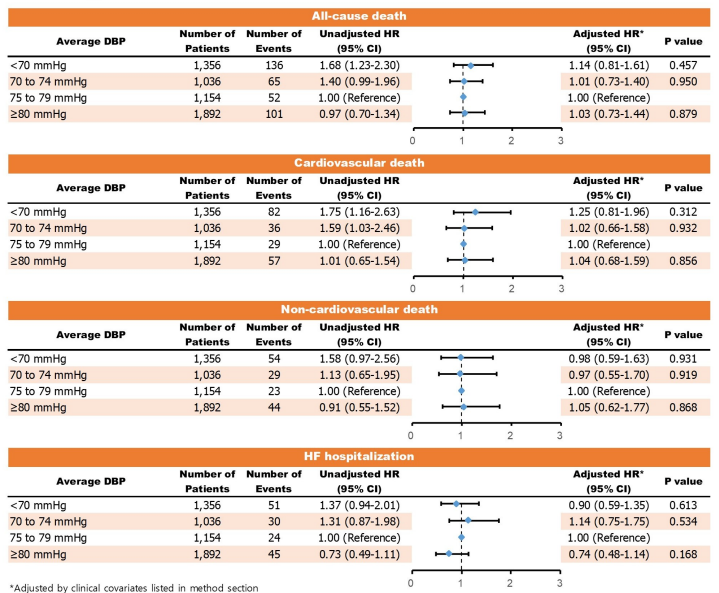 All-cause death
Average DBP Number of Patients Number of Events Unadjusted HR (95% CI) Adjusted HR* (95% CI) P value
<70 mmHg 1,356 136 1.68 (1.23-2.30) 1.14 (0.81-1.61) 0.457
70 to 74 mmHg 1,036 65 1.40 (0.99-1.96) 1.01 (0.73-1.40) 0.950
75 to 79 mmHg 1,154 52 1.00 (Reference) 1.00 (Reference)
≥80 mmHg 1,892 101 0.97 (0.70-1.34) 1.03 (0.73-1.44) 0.879
0 1 2 3
Cardiovascular death
Average DBP Number of Patients Number of Events Unadjusted HR (95% CI) Adjusted HR* (95% CI) P value
<70 mmHg 1,356 82 1.75 (1.16-2.63) 1.25 (0.81-1.96) 0.312
70 to 74 mmHg 1,036 36 1.59 (1.03-2.46) 1.02 (0.66-1.58) 0.932
75 to 79 mmHg 1,154 29 1.00 (Reference) 1.00 (Reference)
≥80 mmHg 1,892 57 1.01 (0.65-1.54) 1.04 (0.68-1.59) 0.856
0 1 2 3
Non-cardiovascular death
Average DBP Number of Patients Number of Events Unadjusted HR (95% CI) Adjusted HR* (95% CI) P value
<70 mmHg 1,356 54 1.58 (0.97-2.56) 0.98 (0.59-1.63) 0.931
70 to 74 mmHg 1,036 29 1.13 (0.65-1.95) 0.97 (0.55-1.70) 0.919
75 to 79 mmHg 1,154 23 1.00 (Reference) 1.00 (Reference)
≥80 mmHg 1,892 44 0.91 (0.55-1.52) 1.05 (0.62-1.77) 0.868
0 1 2 3
HF hospitalization
Average DBP Number of Patients Number of Events Unadjusted HR (95% CI) Adjusted HR* (95% CI) P value
<70 mmHg 1,356 51 1.37 (0.94-2.01) 0.90 (0.59-1.35) 0.613
70 to 74 mmHg 1,036 30 1.31 (0.87-1.98) 1.14 (0.75-1.75) 0.534
75 to 79 mmHg 1,154 24 1.00 (Reference) 1.00 (Reference)
≥80 mmHg 1,892 45 0.73 (0.49-1.11) 0.74 (0.48-1.14) 0.168
0 1 2 3
*Adjusted by clinical covariates listed in method section